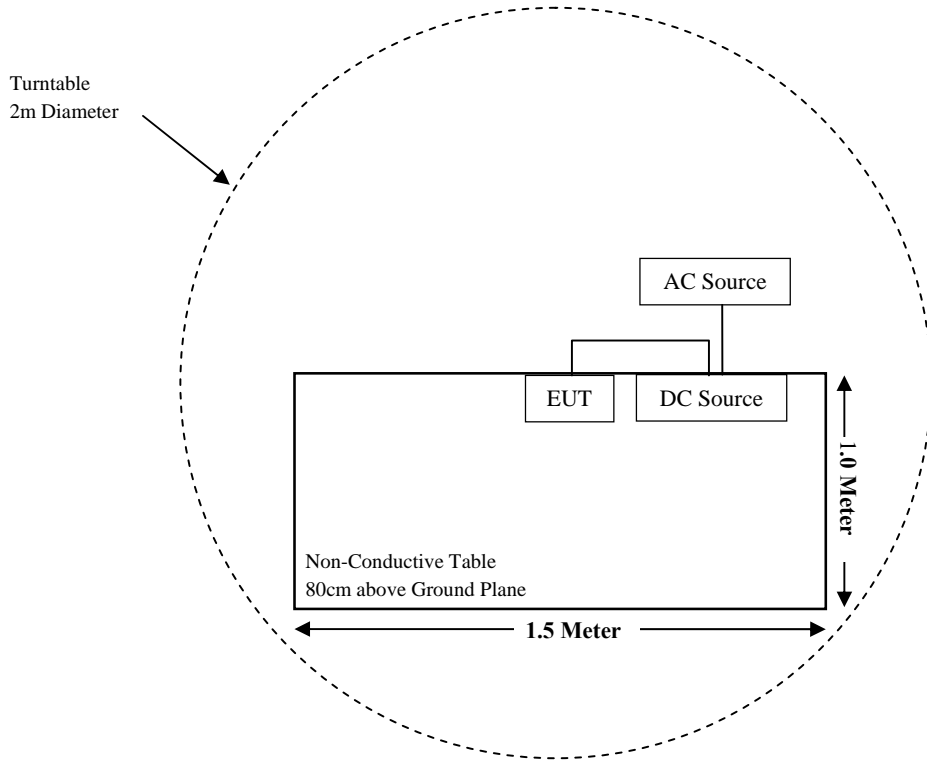 Turntable
2m Diameter
AC Source
EUT
DC Source
1.0 Meter
Non-Conductive Table
80cm above Ground Plane
1.5 Meter